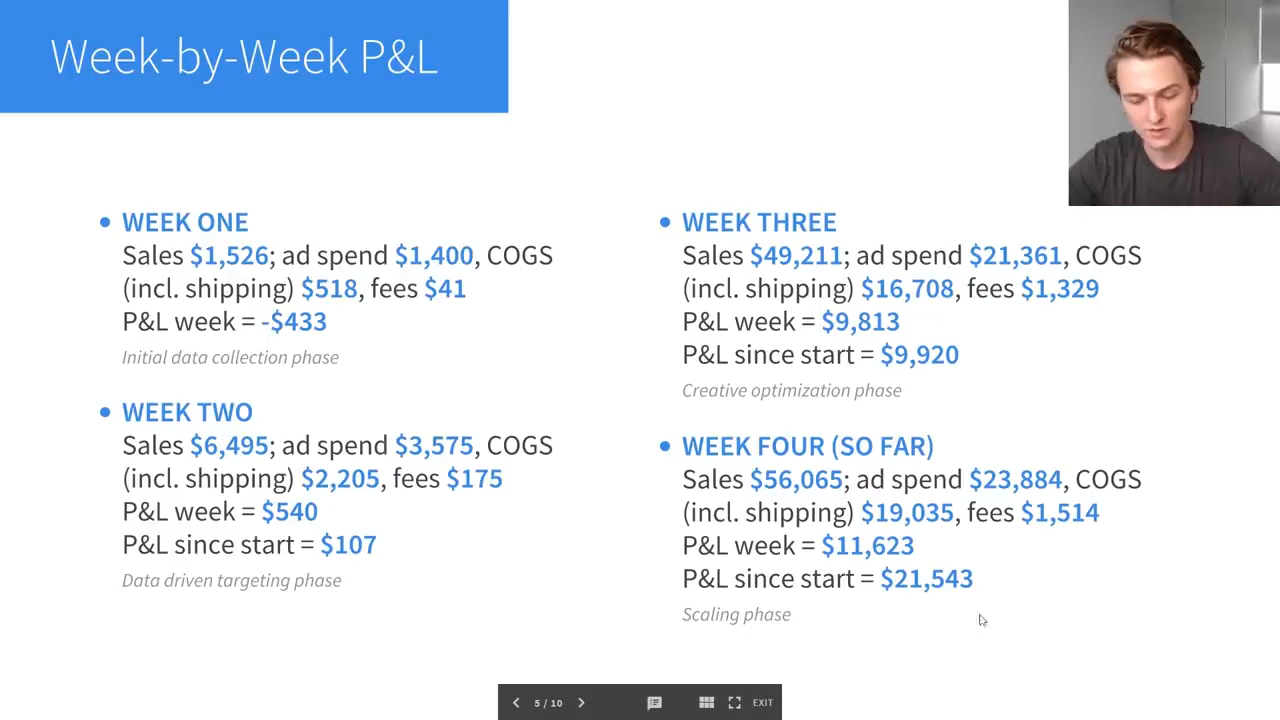 Week-by-Week P&L
WEEK ONE
Sales $1,526; ad spend $1,400, COGS
(incl. shipping) $518, fees $41
P&L week = -$433
Initial data collection phase
WEEK TWO
Sales $6,495; ad spend $3,575, COGS
(incl. shipping) $2,205, fees $175
P&L week = $540
P&L since start = $107
Data driven targeting phase
WEEK THREE
Sales $49,211; ad spend $21,361, COGS
(incl. shipping) $16,708, fees $1,329
P&L week = $9,813
P&L since start = $9,920
Creative optimization phase
WEEK FOUR (SO FAR)
Sales $56,065; ad spend $23,884, COGS
(incl. shipping) $19,035, fees $1,514
P&L week = $11,623
P&L since start = $21,543
Scaling phase
5 / 10
EXIT